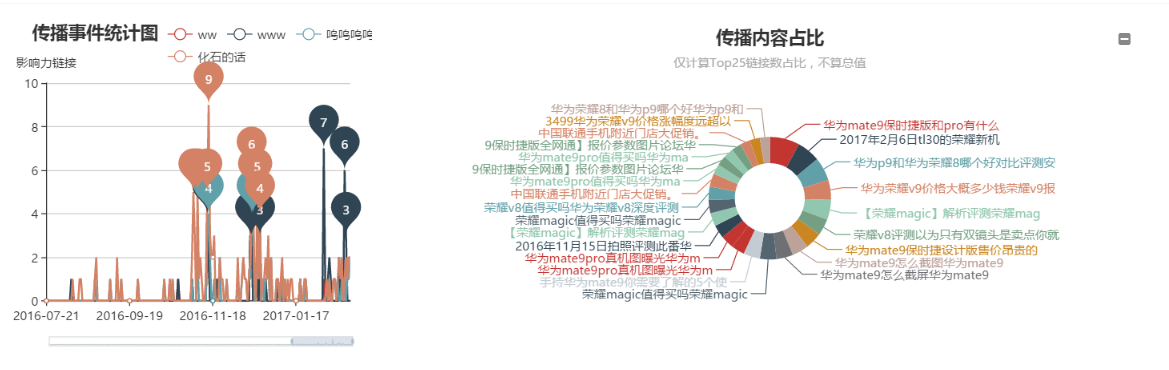 传播事件统计图
ww
www
呜呜呜呜
化石的话
影响力链接
10
8
6
4
2
0
9
5
4
6
5
4
3
7
6
3
2016-07-21
2016-09-19
2016-11-18
2017-01-17
传播内容占比
仅计算Top25链接数占比，不算总值
华为荣耀8和华为p9哪个好华为p9和
3499华为荣耀v9价格涨幅度远超以
中国联通手机附近门店大促销。
9保时捷版全网通】报价参数图片论坛华
华为mate9pro值得买吗华为ma
9保时捷版全网通】报价参数图片论坛华
华为mate9pro值得买吗华为ma
中国联通手机附近门店大促销。
荣耀v8值得买吗华为荣耀v8深度评测
荣耀magic值得买吗荣耀magic
【荣耀magic】解析评测荣耀mag
2016年11月15日拍照评测此番华
华为mate9pro真机图曝光华为m
华为mate9pro真机图曝光华为m
手持华为mate9你需要了解的5个使
荣耀magic值得买吗荣耀magic
华为mate9保时捷版和pro有什么
2017年2月6日tl30的荣耀新机
华为p9和华为荣耀8哪个好对比评测安
华为荣耀v9价格大概多少钱荣耀v9报
【荣耀magic】解析评测荣耀mag
荣耀v8评测以为只有双镜头是卖点你就
华为mate9保时捷设计版售价昂贵的
华为mate9怎么截图华为mate9
华为mate9怎么截屏华为mate9